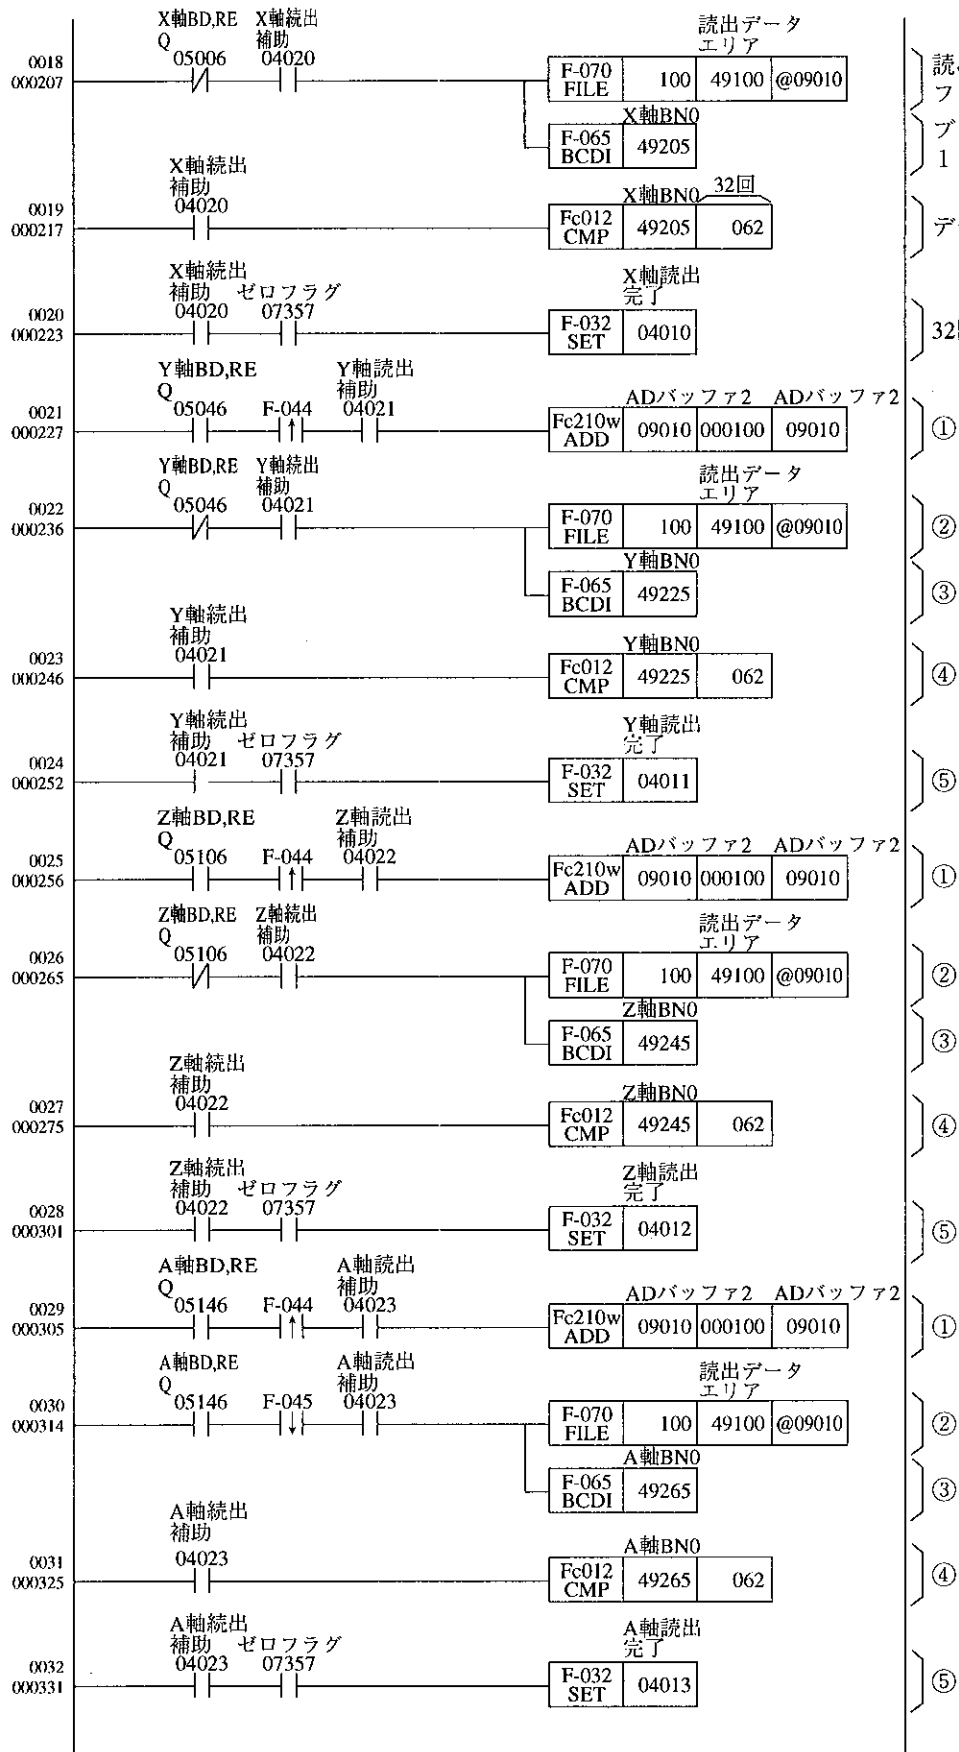 X軸BD,RE X軸続出
Q 補助
05006 04020
0018
000207
読出データ
エリア
F-070 FILE 100 49100 @09010
X軸BN0
F-065 BCDI 49205
X軸続出
補助
04020
0019
000217
X軸BN0 32回
Fc012 CMP 49205 062
X軸続出
補助 ゼロフラグ
04020 07357
0020
000223
X軸読出
完了
F-032 SET 04010
32
Y軸BD,RE Y軸読出
Q 補助
05046 F-044 04021
0021
000227
ADバッファ2 ADバッファ2
Fc210w ADD 09010 000100 09010
①
Y軸BD,RE Y軸続出
Q 補助
05046 04021
0022
000236
読出データ
エリア
F-070 FILE 100 49100 @09010
②
Y軸BN0
F-065 BCDI 49225
③
Y軸続出
補助
04021
0023
000246
Y軸BN0
Fc012 CMP 49225 062
④
Y軸続出
補助 ゼロフラグ
04021 07357
0024
000252
Y軸読出
完了
F-032 SET 04011
⑤
Z軸BD,RE Z軸読出
Q 補助
05106 F-044 04022
0025
000256
ADバッファ2 ADバッファ2
Fc210w ADD 09010 000100 09010
①
Z軸BD,RE Z軸続出
Q 補助
05106 04022
0026
000265
読出データ
エリア
F-070 FILE 100 49100 @09010
②
Z軸BN0
F-065 BCDI 49245
③
Z軸続出
補助
04022
0027
000275
Z軸BN0
Fc012 CMP 49245 062
④
Z軸続出
補助 ゼロフラグ
04022 07357
0028
000301
Z軸読出
完了
F-032 SET 04012
⑤
A軸BD,RE A軸読出
Q 補助
05146 F-044 04023
0029
000305
ADバッファ2 ADバッファ2
Fc210w ADD 09010 000100 09010
①
A軸BD,RE A軸読出
Q 補助
05146 F-045 04023
0030
000314
読出データ
エリア
F-070 FILE 100 49100 @09010
②
A軸BN0
F-065 BCDI 49265
③
A軸続出
補助
04023
0031
000325
A軸BN0
Fc012 CMP 49265 062
④
A軸続出
補助 ゼロフラグ
04023 07357
0032
000331
A軸読出
完了
F-032 SET 04013
⑤